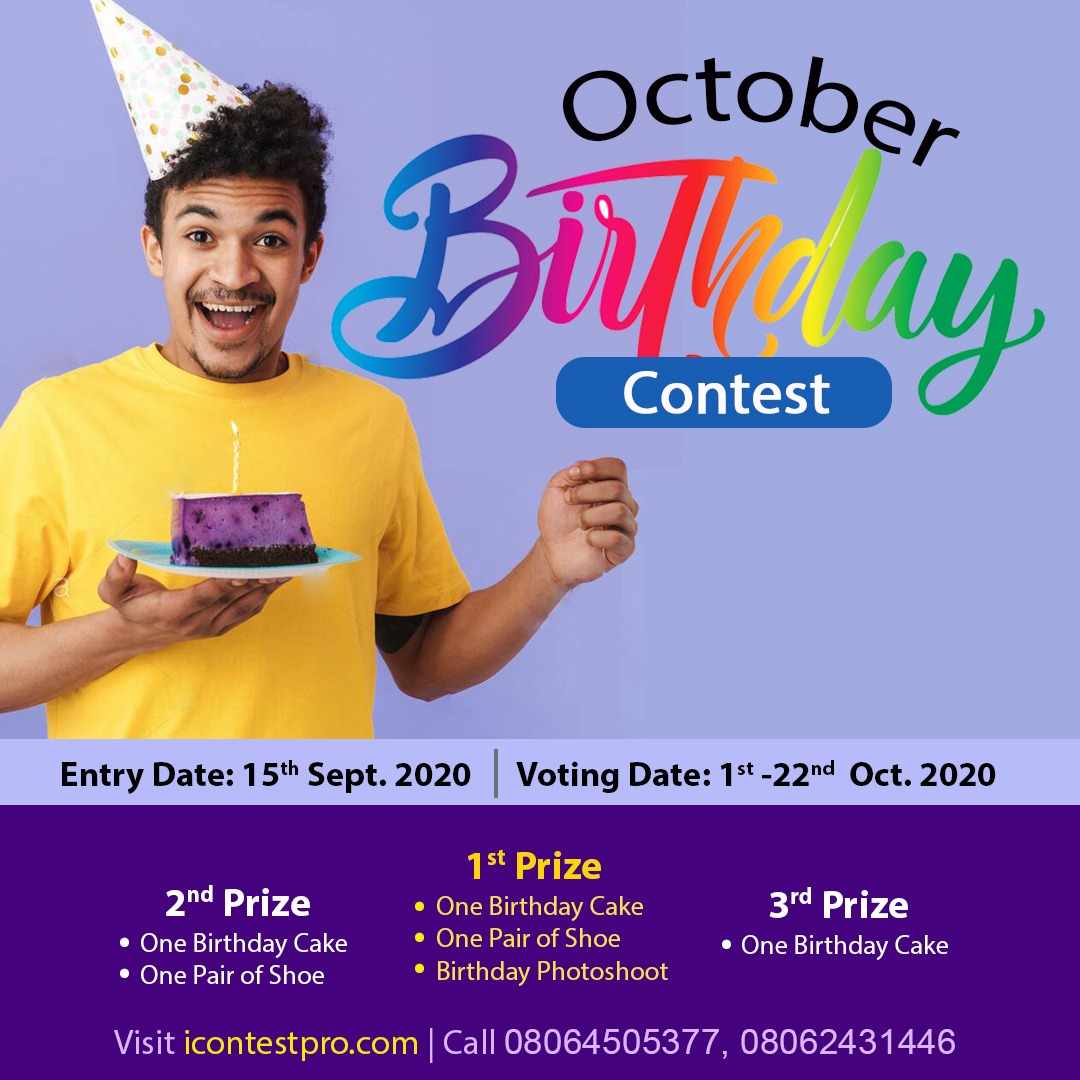 October
Birthday
Contest
Entry Date: 15th Sept. 2020 | Voting Date: 1st -22nd Oct. 2020
1st Prize
• One Birthday Cake
• One Pair of Shoe
• Birthday Photoshoot
2nd Prize
• One Birthday Cake
• One Pair of Shoe
3rd Prize
• One Birthday Cake
Visit icontestpro.com | Call 08064505377, 08062431446